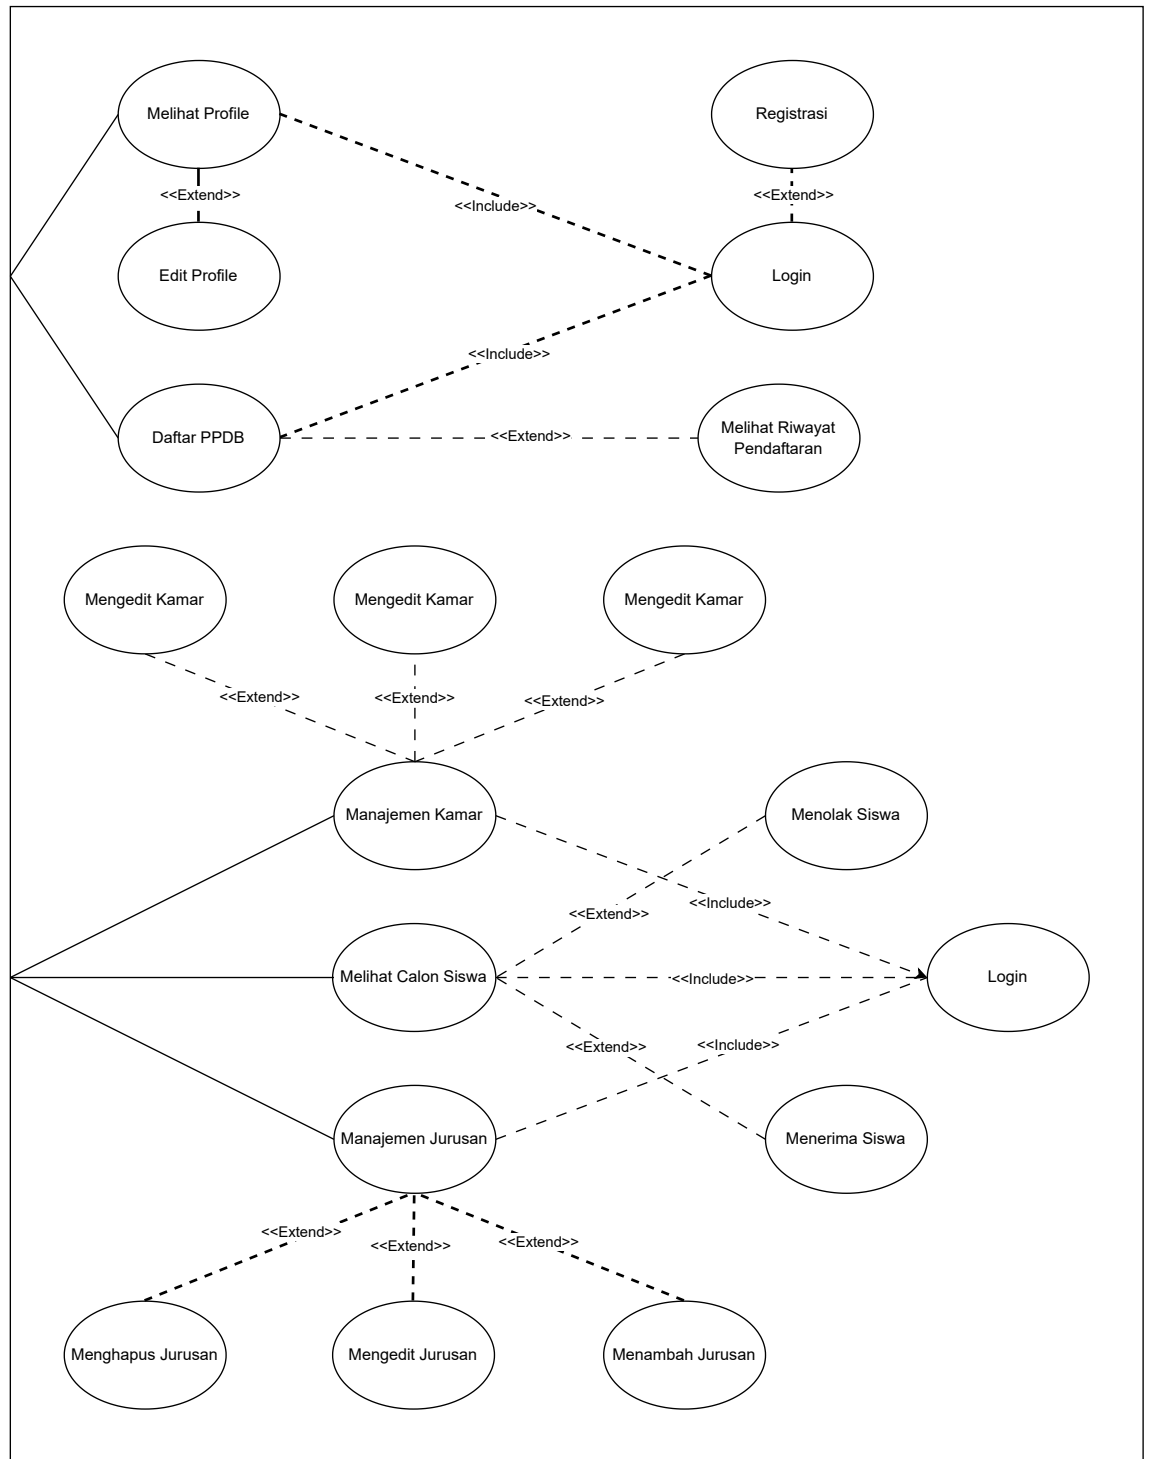 Melihat Profile
Registrasi
<<Extend>>
<<Extend>>
<<Include>>
Edit Profile
Login
<<Include>>
Daftar PPDB
<<Extend>>
Melihat Riwayat
Pendaftaran
Mengedit Kamar
Mengedit Kamar
Mengedit Kamar
<<Extend>>
<<Extend>>
<<Extend>>
Manajemen Kamar
Menolak Siswa
<<Include>>
<<Extend>>
Melihat Calon Siswa
<<Include>>
Login
<<Extend>>
<<Include>>
Manajemen Jurusan
Menerima Siswa
<<Extend>>
<<Extend>>
<<Extend>>
Menghapus Jurusan
Mengedit Jurusan
Menambah Jurusan